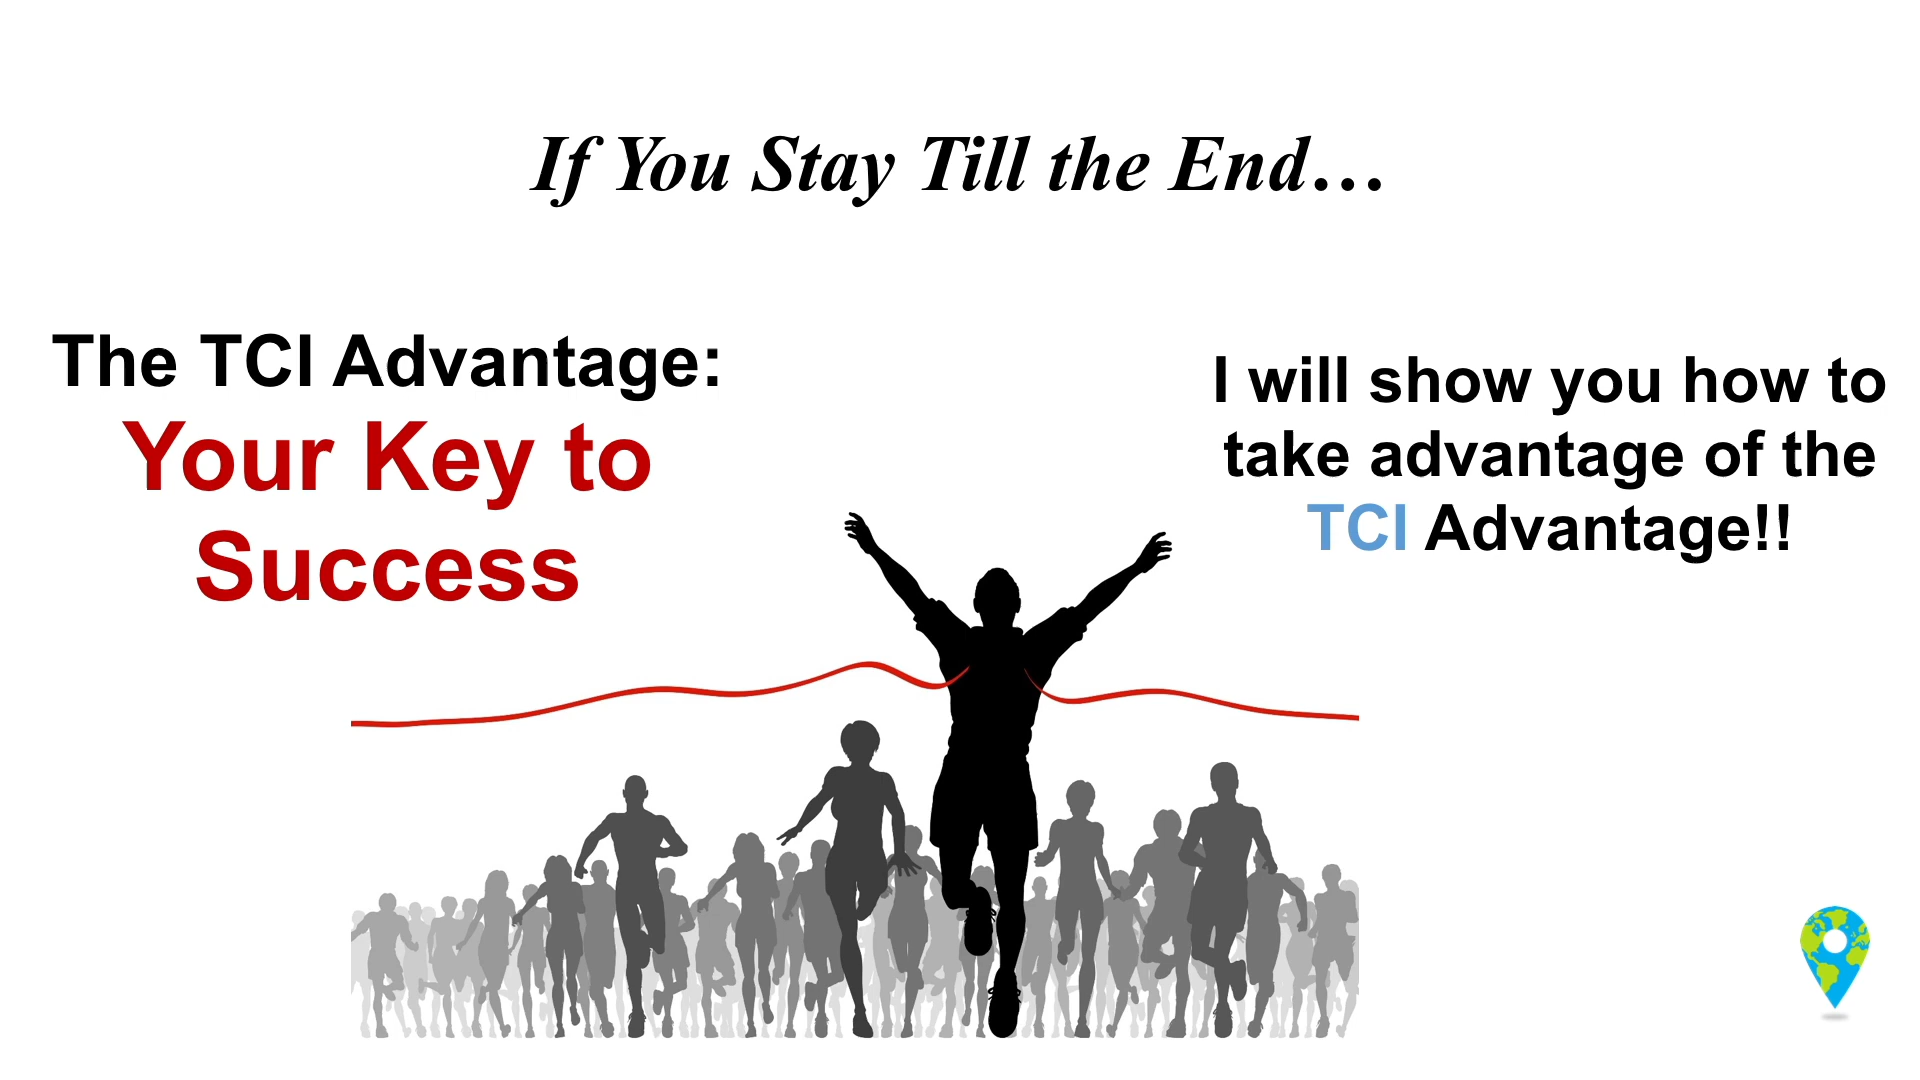 If You Stay Till the End…
The TCI Advantage:
Your Key to
Success
I will show you how to
take advantage of the
TCI Advantage!!